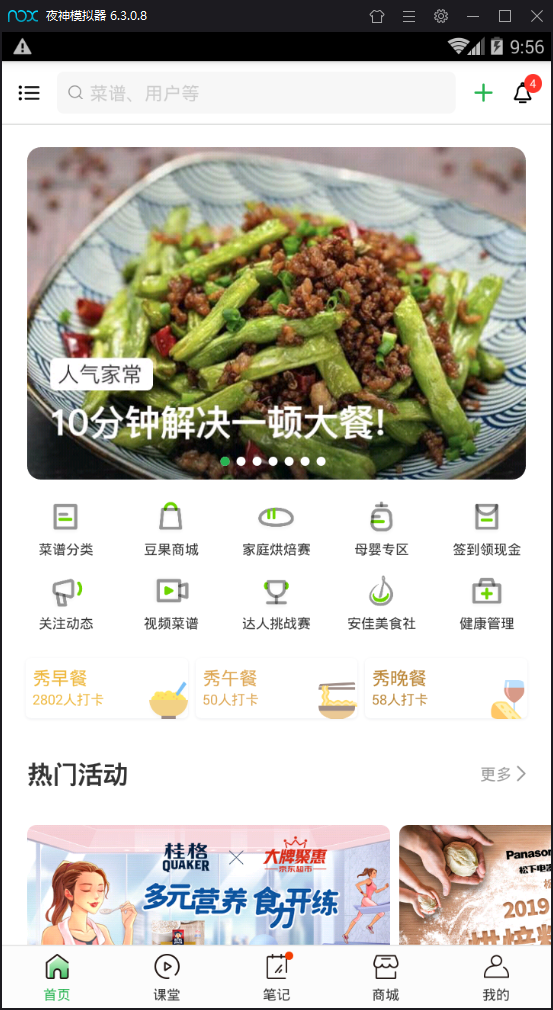 nox 夜神模拟器 6.3.0.8
9:56
菜谱、用户等
4
人气家常
10分钟解决一顿大餐!
菜谱分类 豆果商城 家庭烘焙赛 母婴专区 签到领现金
关注动态 视频菜谱 达人挑战赛 安佳美食社 健康管理
秀早餐 秀午餐 秀晚餐
2802人打卡 50人打卡 58人打卡
热门活动 更多
桂格 QUAKER 大牌聚惠 京东超市
多元营养 食力开练
Panasonic
松下电
2019
烘焙
首页 课堂 笔记 商城 我的